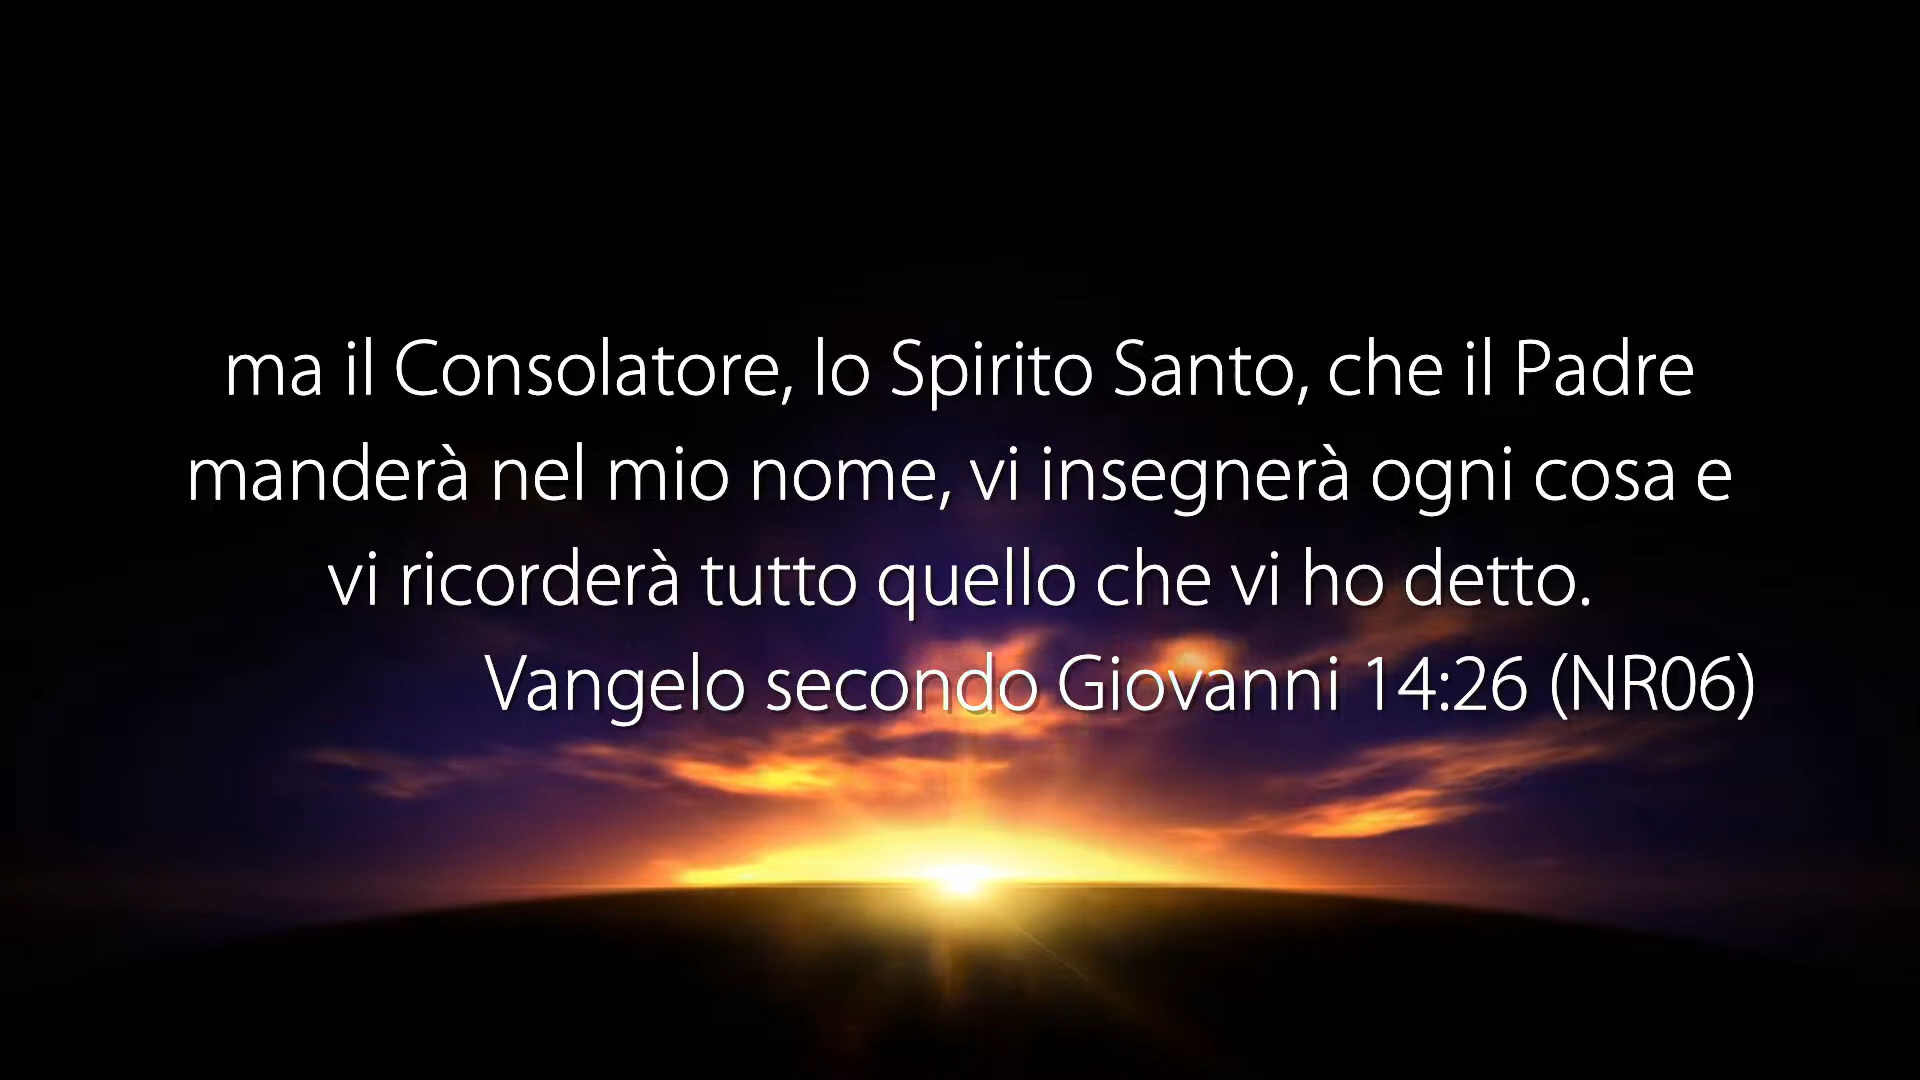 ma il Consolatore, lo Spirito Santo, che il Padre
manderà nel mio nome, vi insegnerà ogni cosa e
vi ricorderà tutto quello che vi ho detto.
Vangelo secondo Giovanni 14:26 (NR06)